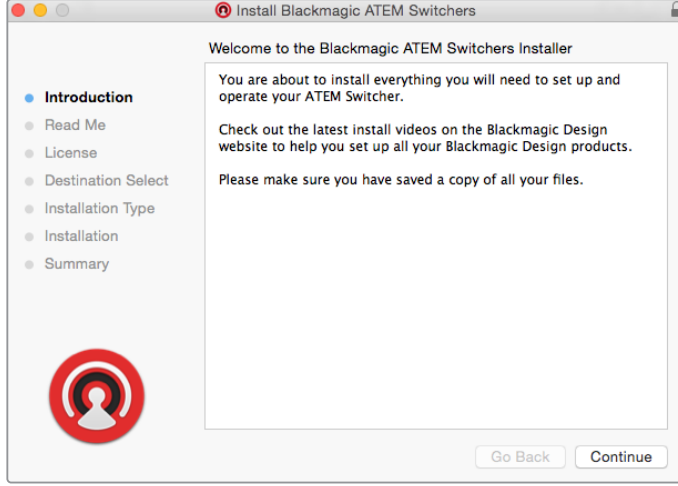 Install Blackmagic ATEM Switchers
Welcome to the Blackmagic ATEM Switchers Installer
Introduction
Read Me
License
Destination Select
Installation Type
Installation
Summary
You are about to install everything you will need to set up and
operate your ATEM Switcher.
Check out the latest install videos on the Blackmagic Design
website to help you set up all your Blackmagic Design products.
Please make sure you have saved a copy of all your files.
Go Back
Continue